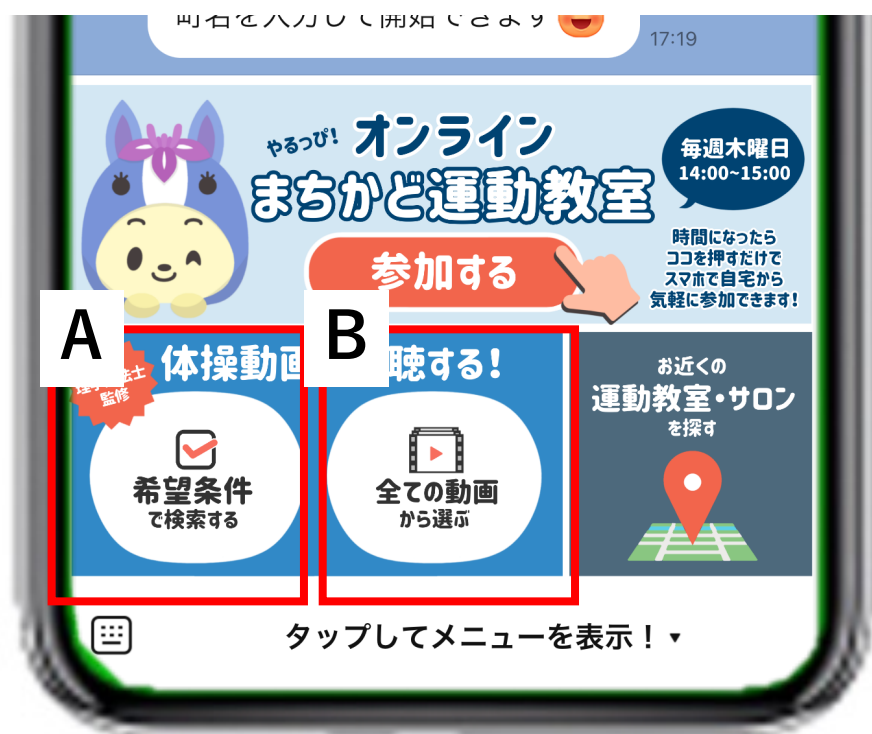 17:19
やるっぴ! オンライン
まちかど運動教室
参加する
毎週木曜日
14:00~15:00
時間になったら
ココを押すだけで
スマホで自宅から
気軽に参加できます!
A
B
体操動画
聴する!
監修
希望条件
で検索する
全ての動画
から選ぶ
お近くの
運動教室・サロン
を探す
タップしてメニューを表示！▼